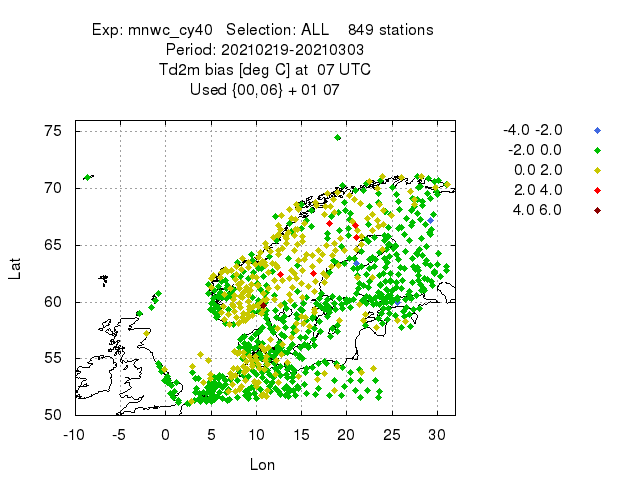 Exp: mnwc_cy40 Selection: ALL 849 stations
Period: 20210219-20210303
Td2m bias [deg C] at 07 UTC
Used {00,06} + 01 07
-4.0 -2.0
-2.0 0.0
0.0 2.0
2.0 4.0
4.0 6.0
75
70
65
60
55
50
Lat
-10 -5 0 5 10 15 20 25 30
Lon